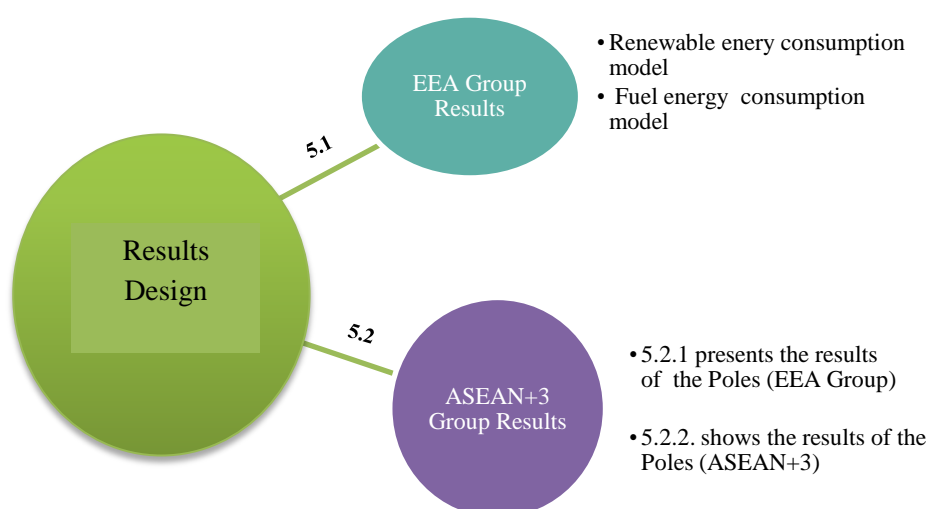 Results
Design
5.1
EEA Group
Results
• Renewable enery consumption
model
• Fuel energy consumption
model
5.2
ASEAN+3
Group Results
• 5.2.1 presents the results
of the Poles (EEA Group)
• 5.2.2. shows the results of the
Poles (ASEAN+3)